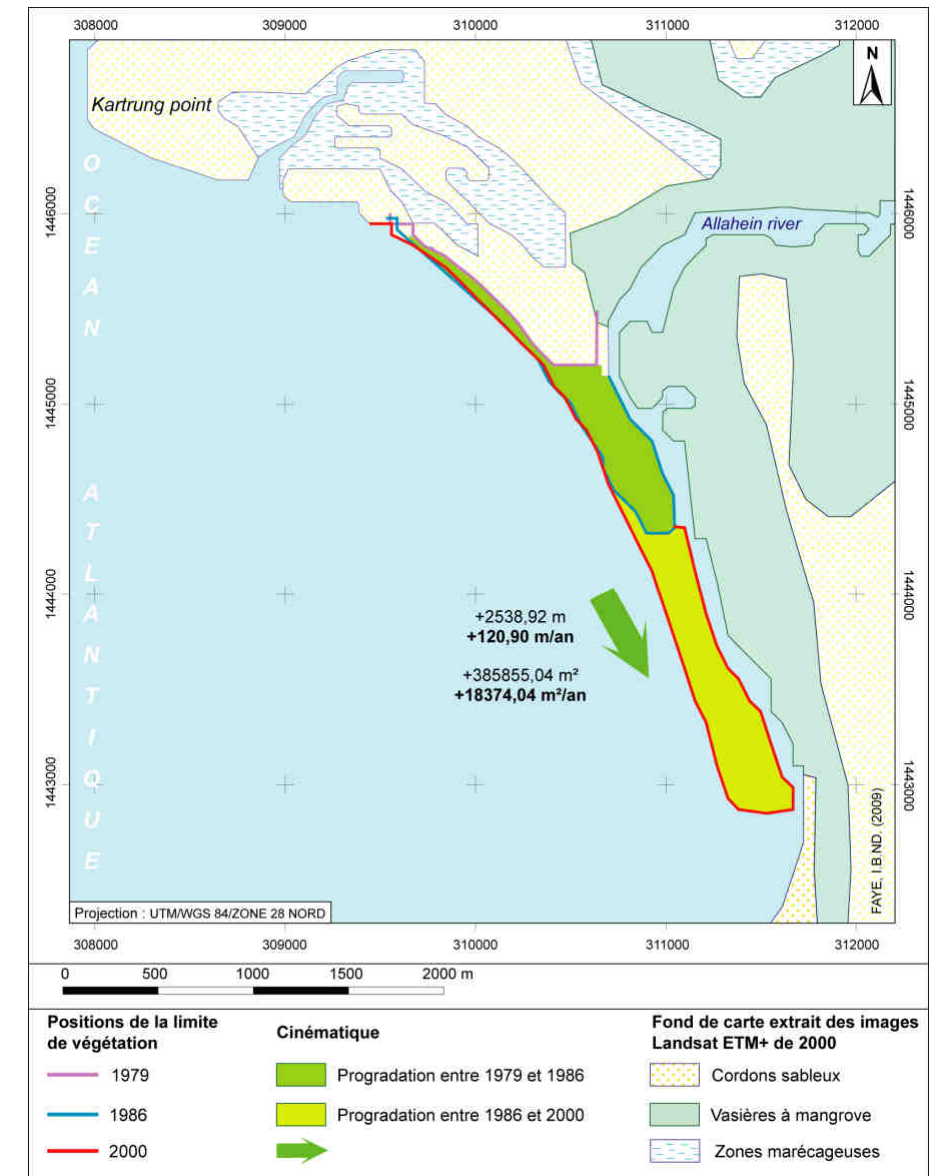 308000 309000 310000 311000 312000
N
Kartrung point
Allahein river
1446000 1446000
1445000 1445000
1444000 1444000
1443000 1443000
OCEAN ATLANTIQUE
+2538,92 m
+120,90 m/an
+385855,04 m²
+18374,04 m²/an
FAYE, I B.ND. (2009)
Projection : UTM/WGS 84/ZONE 28 NORD
308000 309000 310000 311000 312000
0 500 1000 1500 2000 m
Positions de la limite
de végétation
1979
1986
2000
Cinématique
Progradation entre 1979 et 1986
Progradation entre 1986 et 2000
Fond de carte extrait des images
Landsat ETM+ de 2000
Cordons sableux
Vasières à mangrove
Zones marécageuses